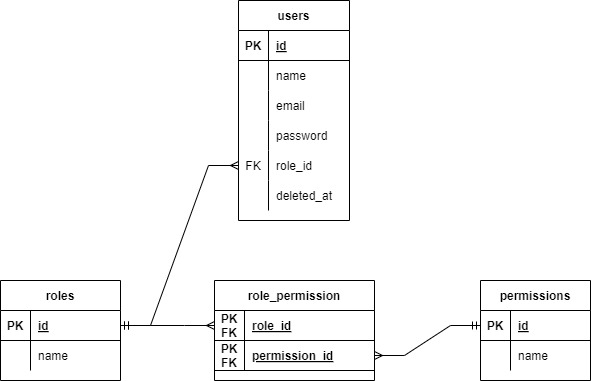 users
PK id
name
email
password
FK role_id
deleted_at
roles
PK id
name
role_permission
PK
FK role_id
PK
FK permission_id
permissions
PK id
name